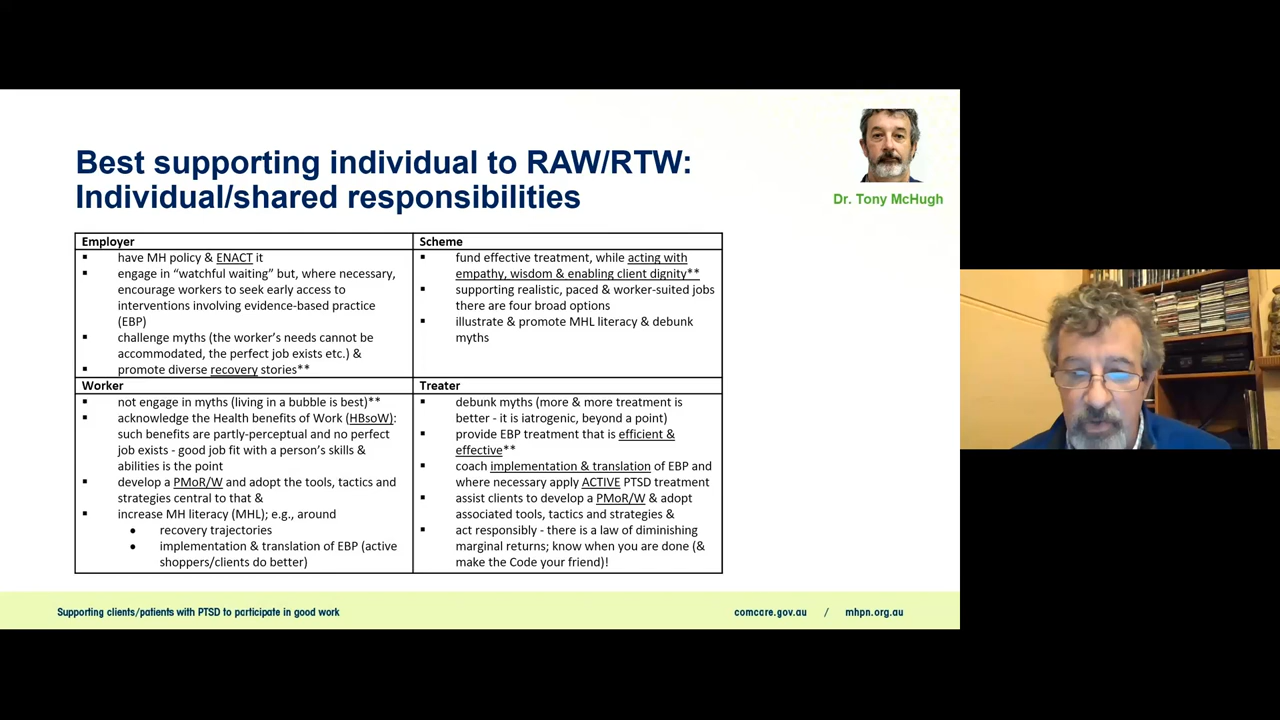 Best supporting individual to RAW/RTW:
Individual/shared responsibilities
Dr. Tony McHugh
Employer
▪ have MH policy & ENACT it
▪ engage in “watchful waiting” but, where necessary,
encourage workers to seek early access to
interventions involving evidence-based practice
(EBP)
▪ challenge myths (the worker’s needs cannot be
accommodated, the perfect job exists etc.) &
▪ promote diverse recovery stories**
Scheme
▪ fund effective treatment, while acting with
empathy, wisdom & enabling client dignity**
▪ supporting realistic, paced & worker-suited jobs
there are four broad options
▪ illustrate & promote MHL literacy & debunk
myths
Worker
▪ not engage in myths (living in a bubble is best)**
▪ acknowledge the Health benefits of Work (HBsoW):
such benefits are partly-perceptual and no perfect
job exists - good job fit with a person’s skills &
abilities is the point
▪ develop a PMoR/W and adopt the tools, tactics and
strategies central to that &
▪ increase MH literacy (MHL); e.g., around
• recovery trajectories
• implementation & translation of EBP (active
shoppers/clients do better)
Treater
▪ debunk myths (more & more treatment is
better - it is iatrogenic, beyond a point)
▪ provide EBP treatment that is efficient &
effective**
▪ coach implementation & translation of EBP and
where necessary apply ACTIVE PTSD treatment
▪ assist clients to develop a PMoR/W & adopt
associated tools, tactics and strategies &
▪ act responsibly - there is a law of diminishing
marginal returns; know when you are done (&
make the Code your friend)!
Supporting clients/patients with PTSD to participate in good work
comcare.gov.au / mhpn.org.au